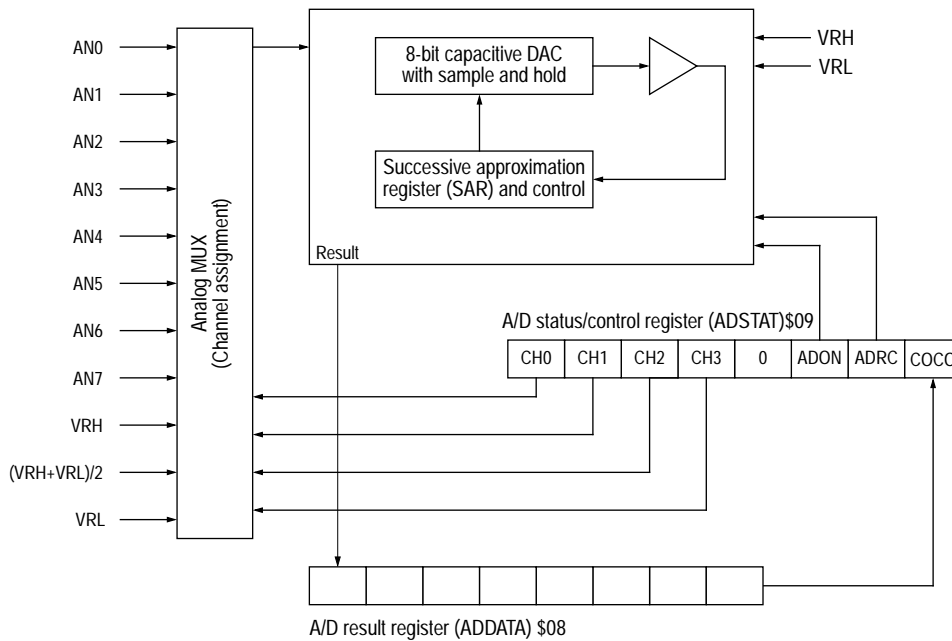 AN0
AN1
AN2
AN3
AN4
AN5
AN6
AN7
VRH
(VRH+VRL)/2
VRL
Analog MUX
(Channel assignment)
8-bit capacitive DAC
with sample and hold
Successive approximation
register (SAR) and control
Result
VRH
VRL
A/D status/control register (ADSTAT)$09
CH0 CH1 CH2 CH3 0 ADON ADRC COCO
A/D result register (ADDATA) $08